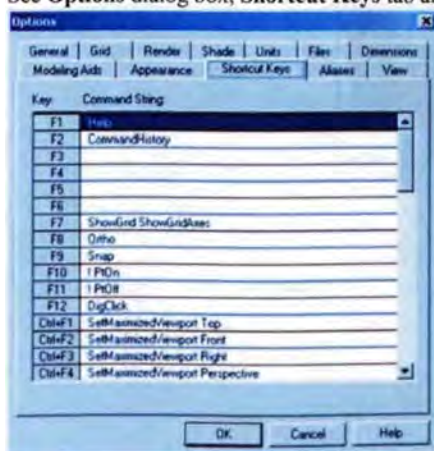 See Options dialog box, Shortcut Keys tab
Options
General Grid Render Shade Units Files Dimensions
Modeling Aids Appearance Shortcut Keys Aliases View
Key Command String
F1 Help
F2 CommandHistory
F3
F4
F5
F6
F7 ShowGrid ShowGridAxes
F8 Ortho
F9 Snap
F10 ! PtOn
F11 ! PtOff
F12 DigClick
Ctrl+F1 SetMaximizedViewport Top
Ctrl+F2 SetMaximizedViewport Front
Ctrl+F3 SetMaximizedViewport Right
Ctrl+F4 SetMaximizedViewport Perspective
OK Cancel Help